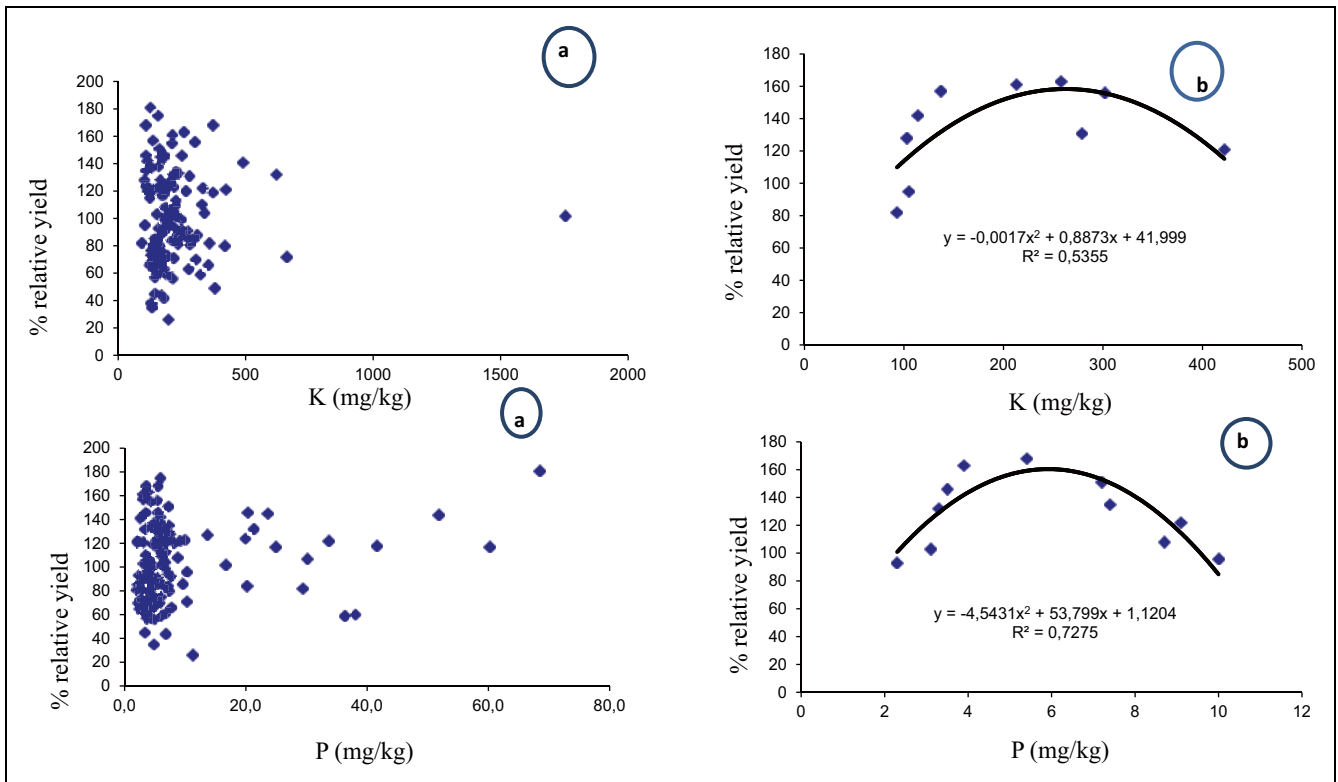 a
200
180
160
140
120
100
80
60
40
20
0
% relative yield
0 500 1000 1500 2000
K (mg/kg)
b
180
160
140
120
100
80
60
40
20
0
% relative yield
y = -0,0017x² + 0,8873x + 41,999
R² = 0,5355
0 100 200 300 400 500
K (mg/kg)
a
200
180
160
140
120
100
80
60
40
20
0
% relative yield
0,0 20,0 40,0 60,0 80,0
P (mg/kg)
b
180
160
140
120
100
80
60
40
20
0
% relative yield
y = -4,5431x² + 53,799x + 1,1204
R² = 0,7275
0 2 4 6 8 10 12
P (mg/kg)